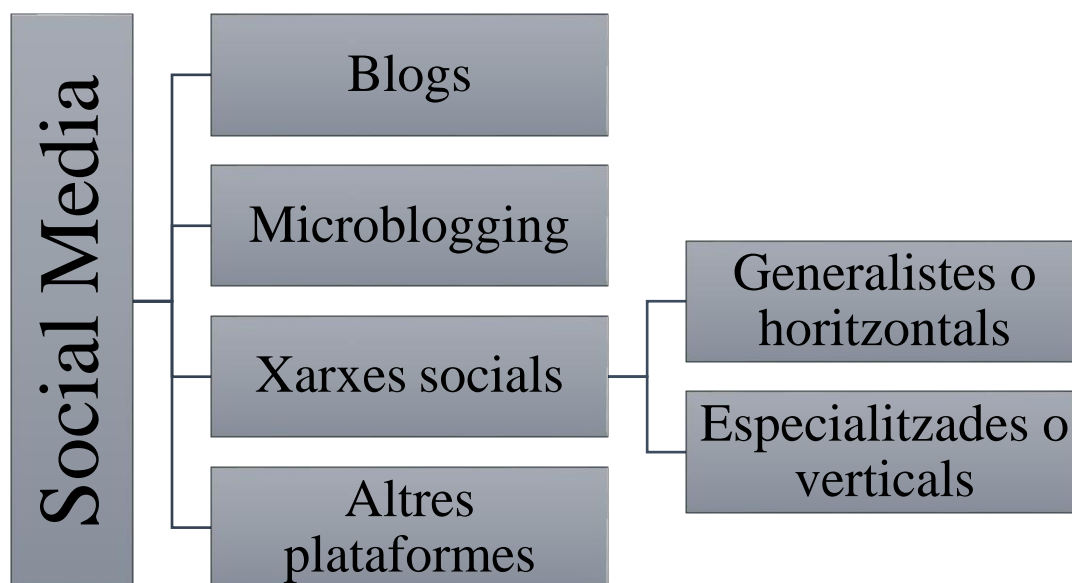 Social Media
Blogs
Microblogging
Xarxes socials
Altres
plataformes
Generalistes o
horitzontals
Especialitzades o
verticals